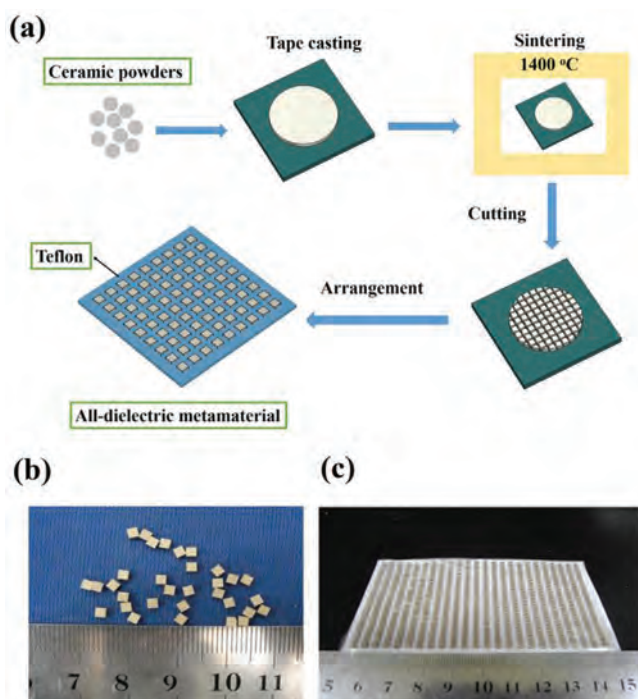 (a)
Tape casting
Sintering
1400 °C
Ceramic powders
Cutting
Teflon
Arrangement
All-dielectric metamaterial
(b)
(c)
7 8 9 10 11
5 6 7 8 9 10 11 12 13 14 15